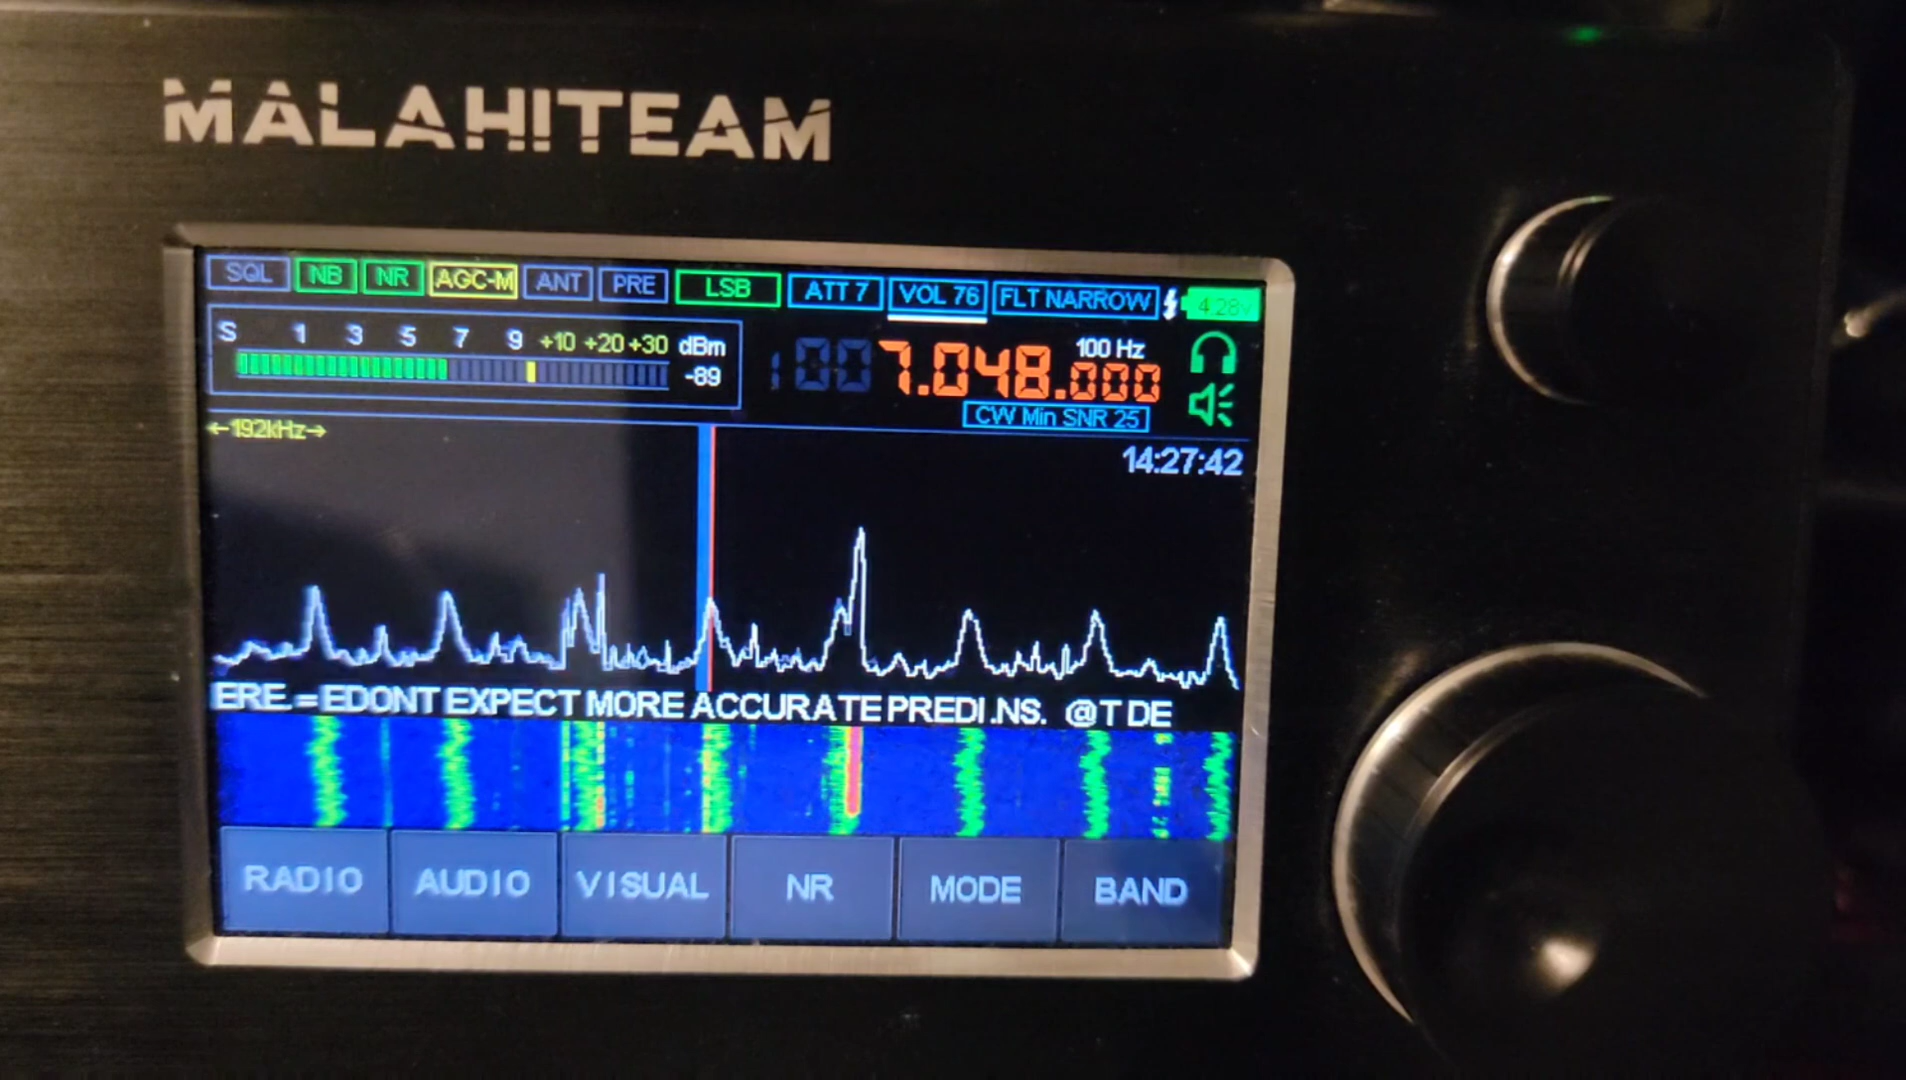 MALAHITEAM
SQL NB NR AGC-M ANT PRE LSB ATT 7 VOL 76 FLT NARROW 4.28v
S 1 3 5 7 9 +10 +20 +30 dBm
-89
100 Hz
7.048.000
CW Min SNR 25
←192kHz→
14:27:42
ERE. = EDONT EXPECT MORE ACCURATE PREDI .NS. @T DE
RADIO AUDIO VISUAL NR MODE BAND